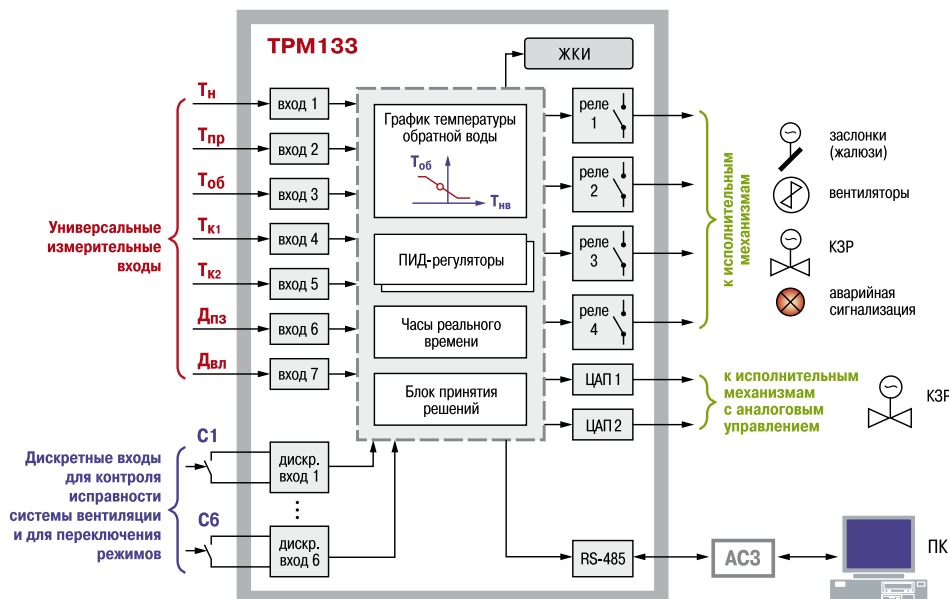 ТРМ133
ЖКИ
Универсальные
измерительные
входы
Тн
вход 1
Тпр
вход 2
Тоб
вход 3
Тк1
вход 4
Тк2
вход 5
Дпз
вход 6
Двл
вход 7
График температуры
обратной воды
Тоб
Тнв
ПИД-регуляторы
Часы реального
времени
Блок принятия
решений
реле
1
реле
2
реле
3
реле
4
ЦАП 1
ЦАП 2
к исполнительным
механизмам
заслонки
(жалюзи)
вентиляторы
КЗР
аварийная
сигнализация
к исполнительным
механизмам
с аналоговым
управлением
КЗР
Дискретные входы
для контроля
исправности
системы вентиляции
и для переключения
режимов
С1
дискр.
вход 1
С6
дискр.
вход 6
RS-485
АС3
ПК